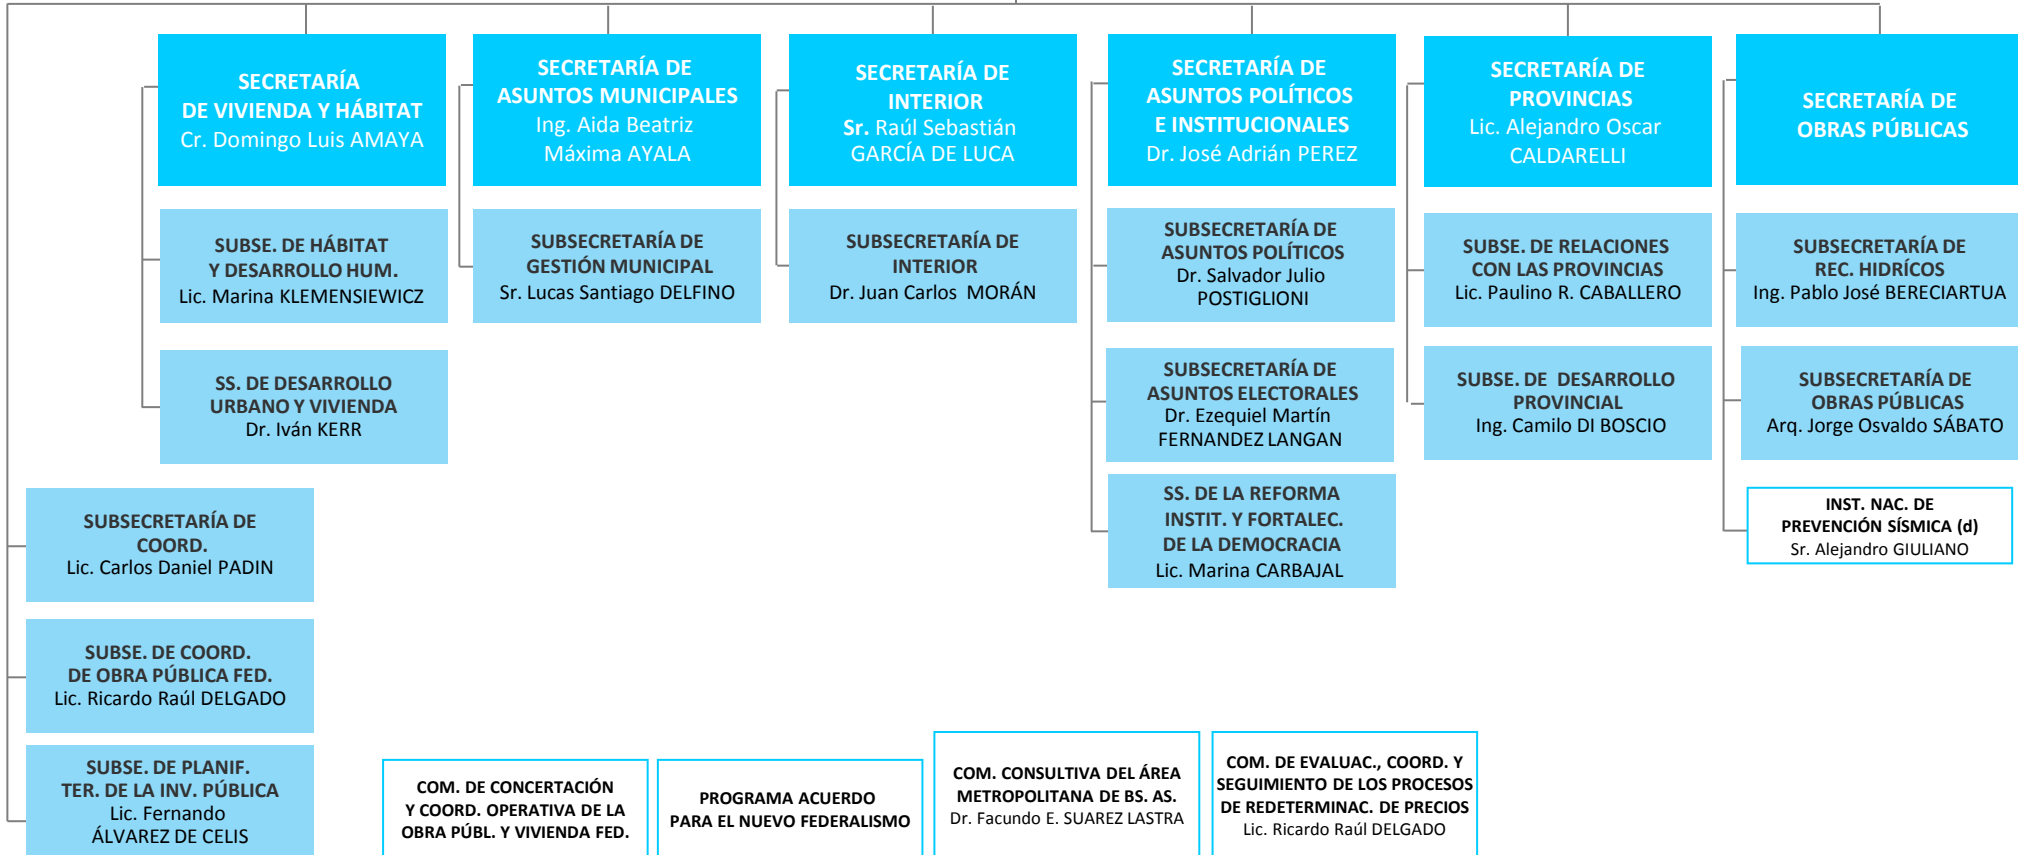 SECRETARÍA
DE VIVIENDA Y HÁBITAT
Cr. Domingo Luis AMAYA
SECRETARÍA DE
ASUNTOS MUNICIPALES
Ing. Aida Beatriz
Máxima AYALA
SECRETARÍA DE
INTERIOR
Sr. Raúl Sebastián
GARCÍA DE LUCA
SECRETARÍA DE
ASUNTOS POLÍTICOS
E INSTITUCIONALES
Dr. José Adrián PEREZ
SECRETARÍA DE
PROVINCIAS
Lic. Alejandro Oscar
CALDARELLI
SECRETARÍA DE
OBRAS PÚBLICAS
SUBSE. DE HÁBITAT
Y DESARROLLO HUM.
Lic. Marina KLEMENSIEWICZ
SUBSECRETARÍA DE
GESTIÓN MUNICIPAL
Sr. Lucas Santiago DELFINO
SUBSECRETARÍA DE
INTERIOR
Dr. Juan Carlos MORÁN
SUBSECRETARÍA DE
ASUNTOS POLÍTICOS
Dr. Salvador Julio
POSTIGLIONI
SUBSE. DE RELACIONES
CON LAS PROVINCIAS
Lic. Paulino R. CABALLERO
SUBSECRETARÍA DE
REC. HIDRÍCOS
Ing. Pablo José BERECIARTUA
SS. DE DESARROLLO
URBANO Y VIVIENDA
Dr. Iván KERR
SUBSECRETARÍA DE
ASUNTOS ELECTORALES
Dr. Ezequiel Martín
FERNANDEZ LANGAN
SUBSE. DE DESARROLLO
PROVINCIAL
Ing. Camilo DI BOSCIO
SUBSECRETARÍA DE
OBRAS PÚBLICAS
Arq. Jorge Osvaldo SÁBATO
SUBSECRETARÍA DE
COORD.
Lic. Carlos Daniel PADIN
SS. DE LA REFORMA
INSTIT. Y FORTALEC.
DE LA DEMOCRACIA
Lic. Marina CARBAJAL
INST. NAC. DE
PREVENCIÓN SÍSMICA (d)
Sr. Alejandro GIULIANO
SUBSE. DE COORD.
DE OBRA PÚBLICA FED.
Lic. Ricardo Raúl DELGADO
SUBSE. DE PLANIF.
TER. DE LA INV. PÚBLICA
Lic. Fernando
ÁLVAREZ DE CELIS
COM. DE CONCERTACIÓN
Y COORD. OPERATIVA DE LA
OBRA PÚBL. Y VIVIENDA FED.
PROGRAMA ACUERDO
PARA EL NUEVO FEDERALISMO
COM. CONSULTIVA DEL ÁREA
METROPOLITANA DE BS. AS.
Dr. Facundo E. SUAREZ LASTRA
COM. DE EVALUAC., COORD. Y
SEGUIMIENTO DE LOS PROCESOS
DE REDETERMINAC. DE PRECIOS
Lic. Ricardo Raúl DELGADO